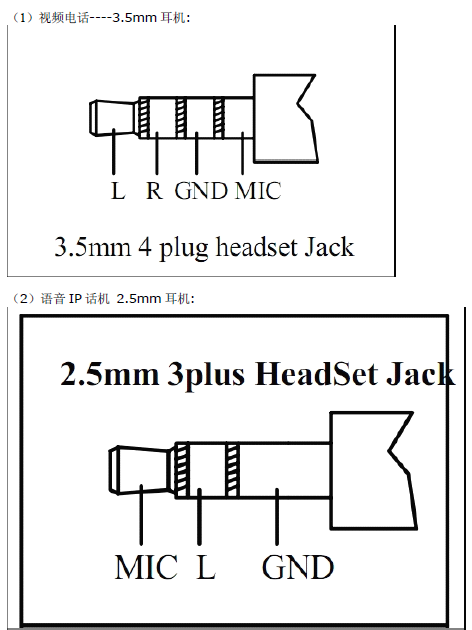 （1）视频电话----3.5mm 耳机:
L R GND MIC
3.5mm 4 plug headset Jack
（2）语音 IP 话机 2.5mm 耳机:
2.5mm 3plus HeadSet Jack
MIC L GND